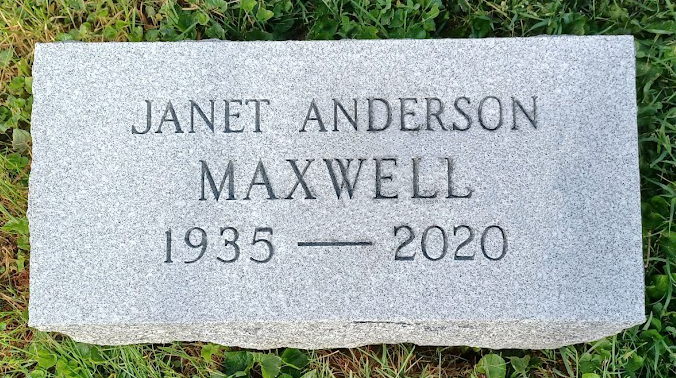 JANET ANDERSON
MAXWELL
1935 — 2020